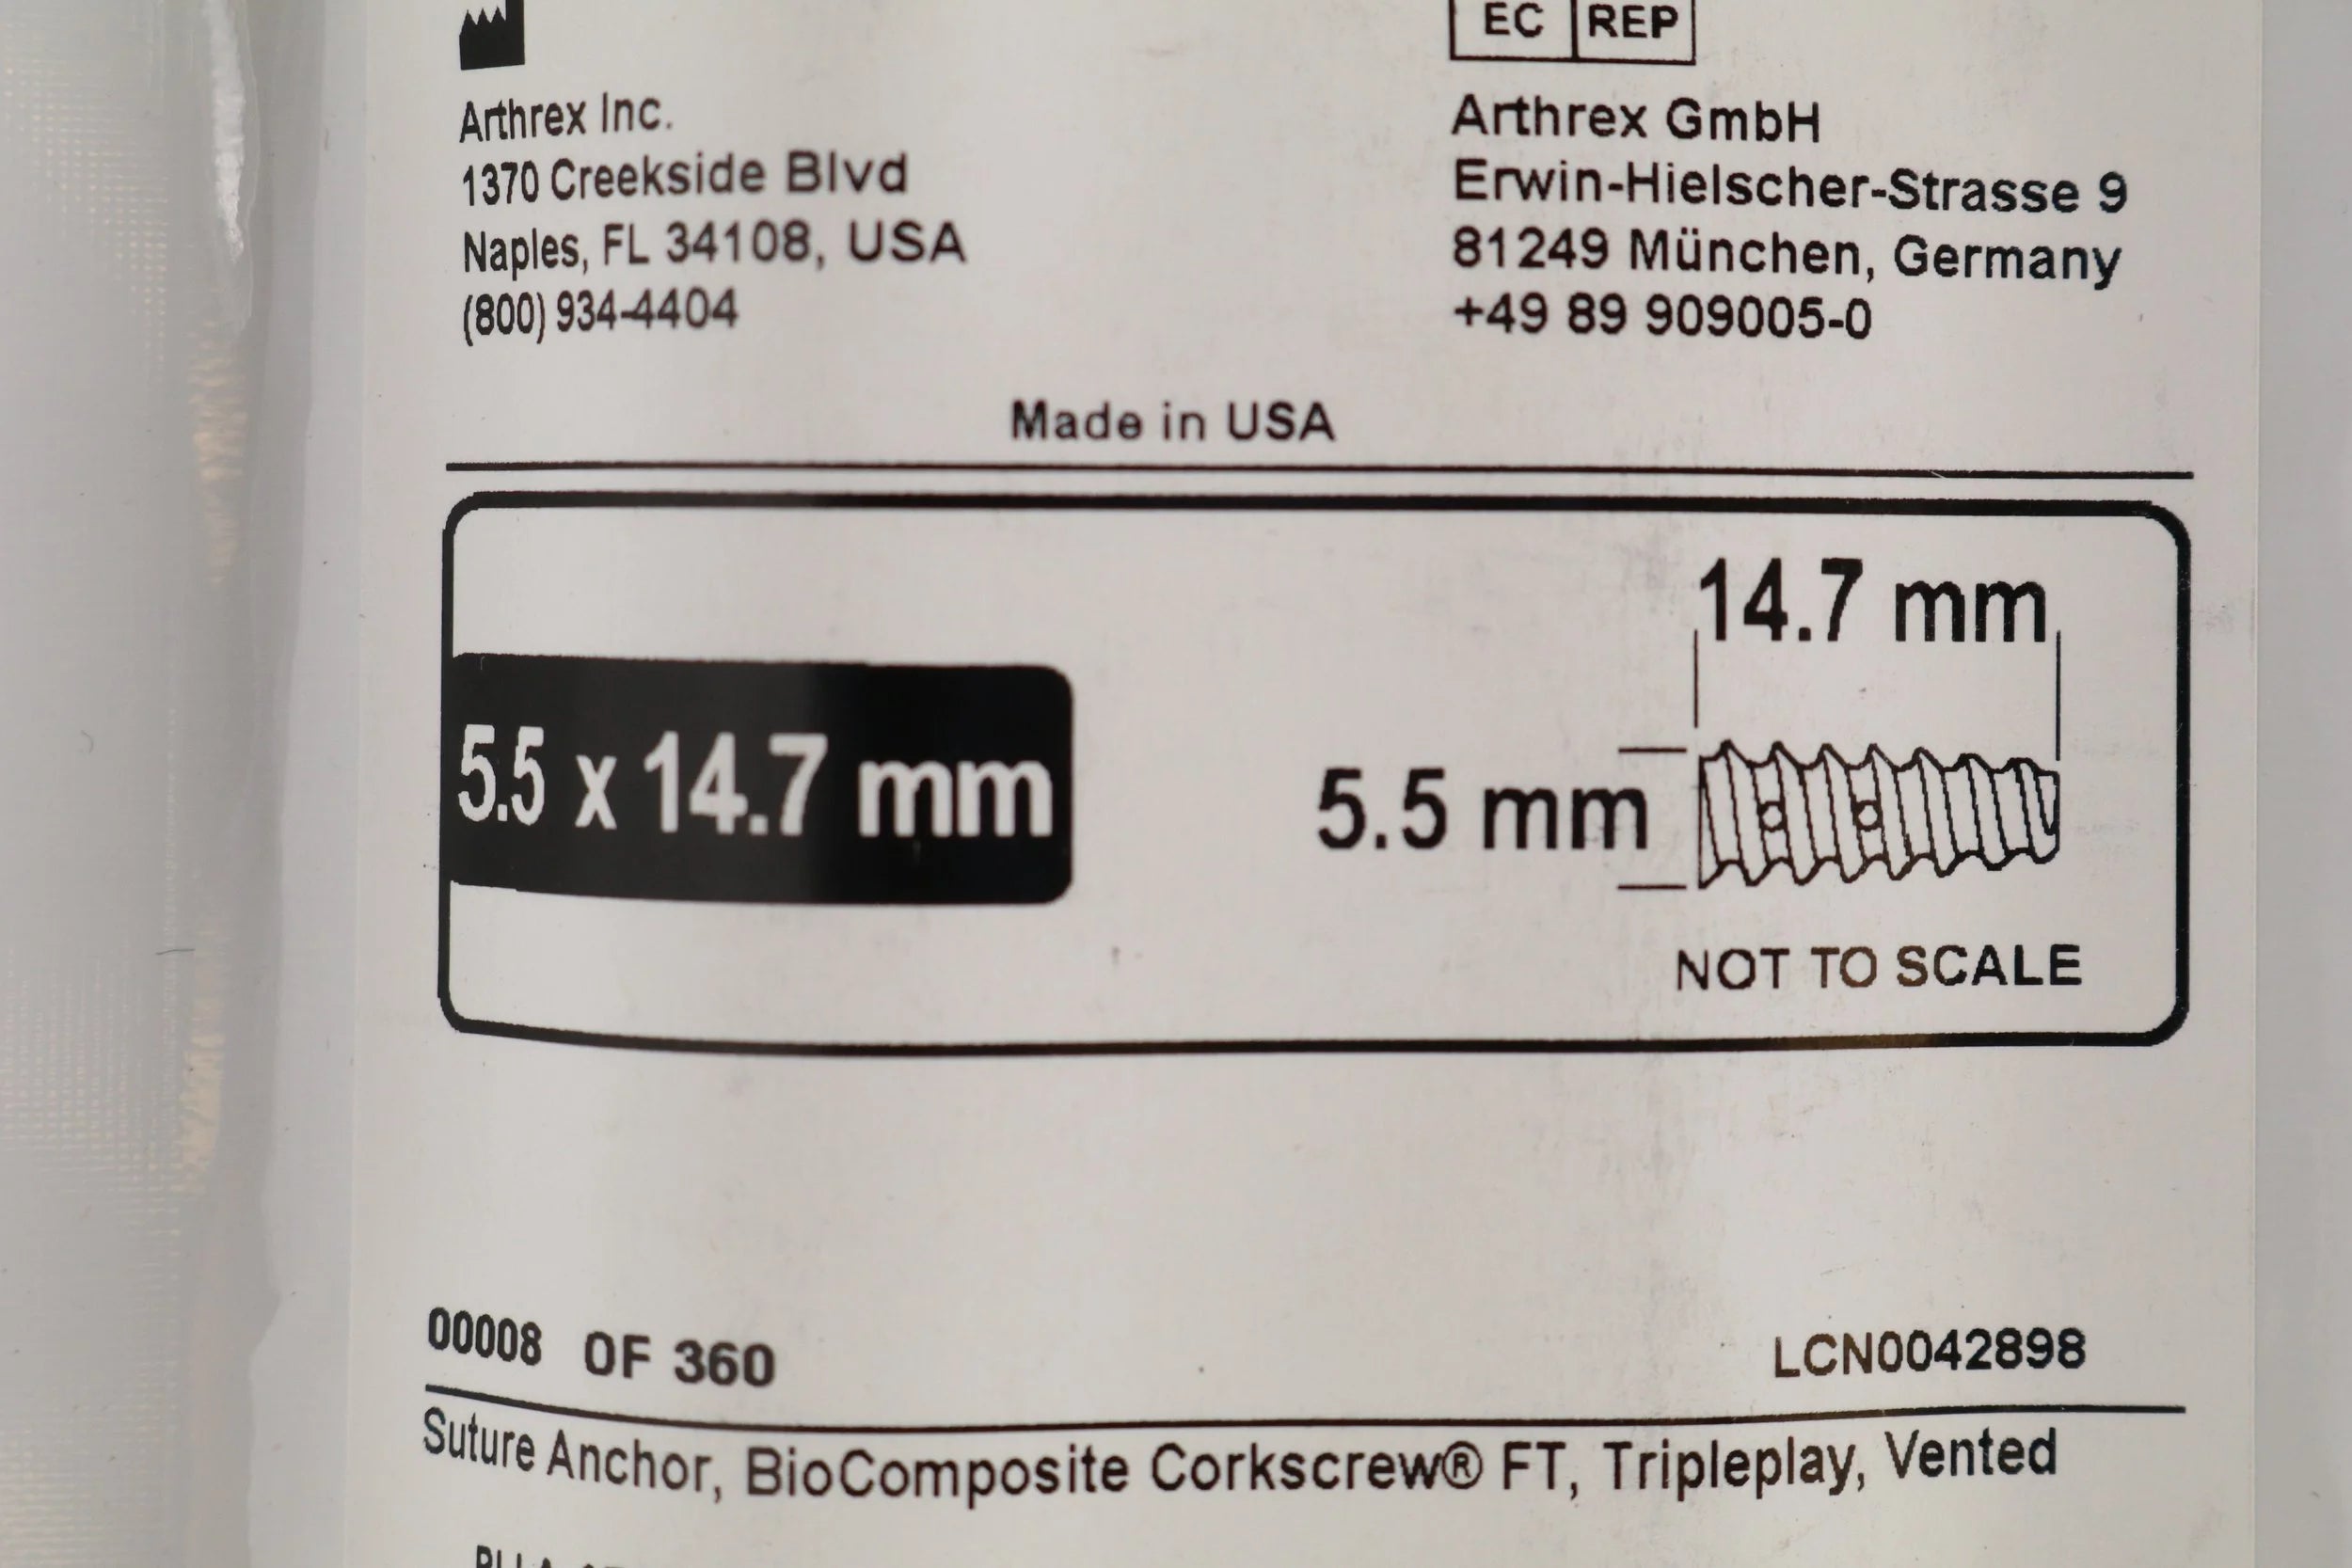 EC REP
Arthrex Inc.
1370 Creekside Blvd
Naples, FL 34108, USA
(800) 934-4404
Arthrex GmbH
Erwin-Hielscher-Strasse 9
81249 München, Germany
+49 89 909005-0
Made in USA
5.5 x 14.7 mm
14.7 mm
5.5 mm
NOT TO SCALE
00008 OF 360
LCN0042898
Suture Anchor, BioComposite Corkscrew® FT, Tripleplay, Vented